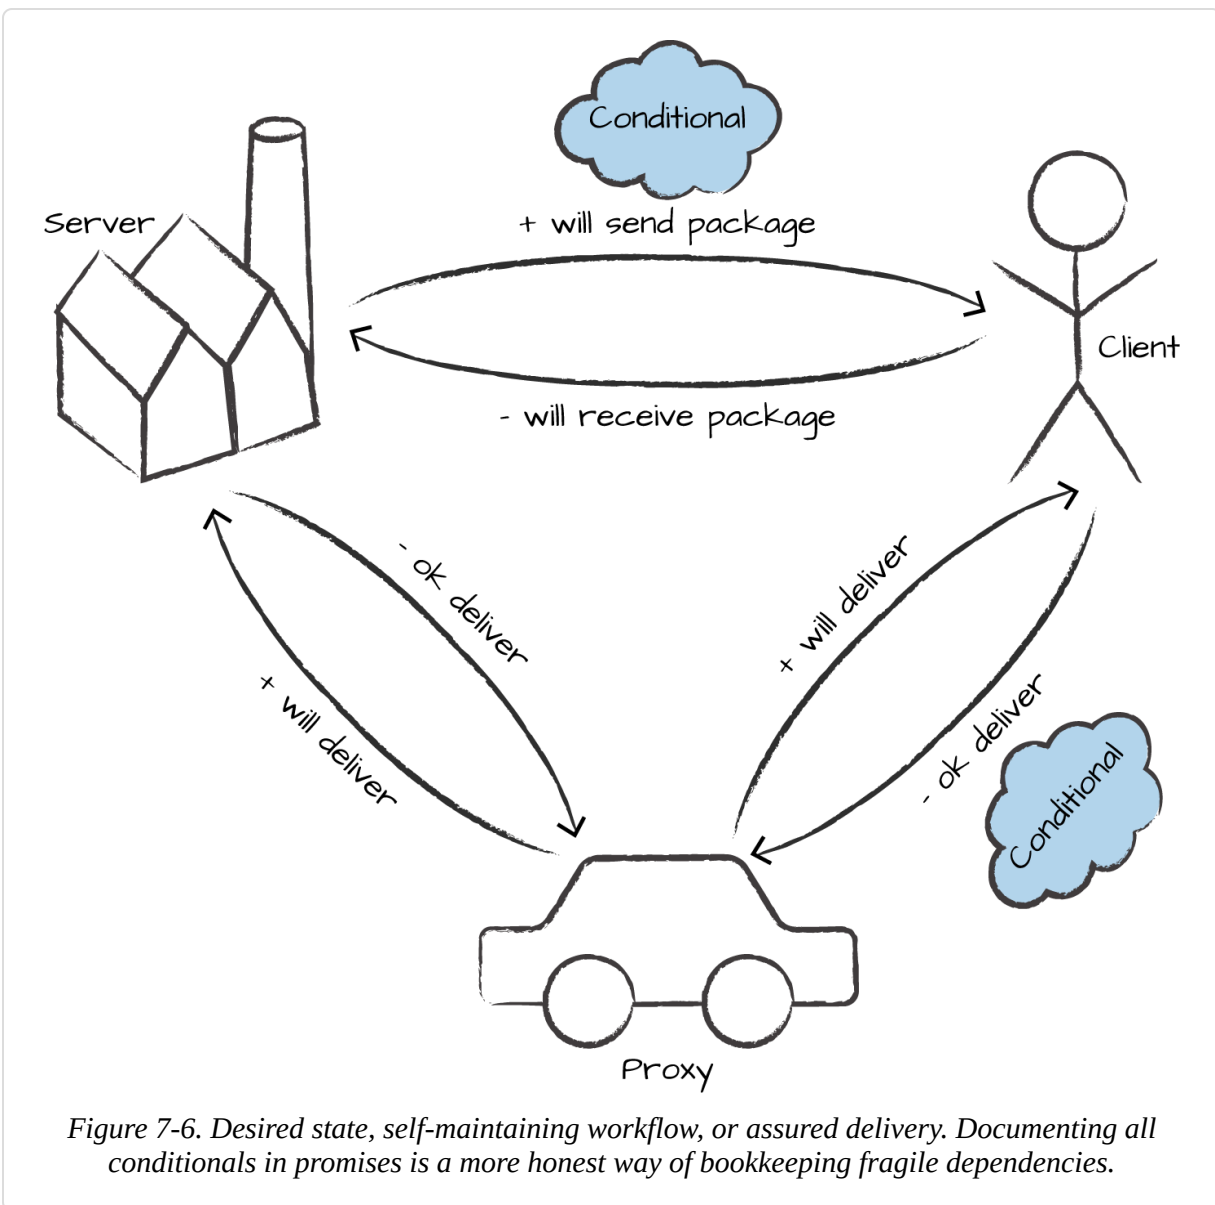 Conditional
Server
+ will send package
Client
- will receive package
- ok deliver
+ will deliver
+ will deliver
- ok deliver
Conditional
Proxy
Figure 7-6. Desired state, self-maintaining workflow, or assured delivery. Documenting all
conditionals in promises is a more honest way of bookkeeping fragile dependencies.